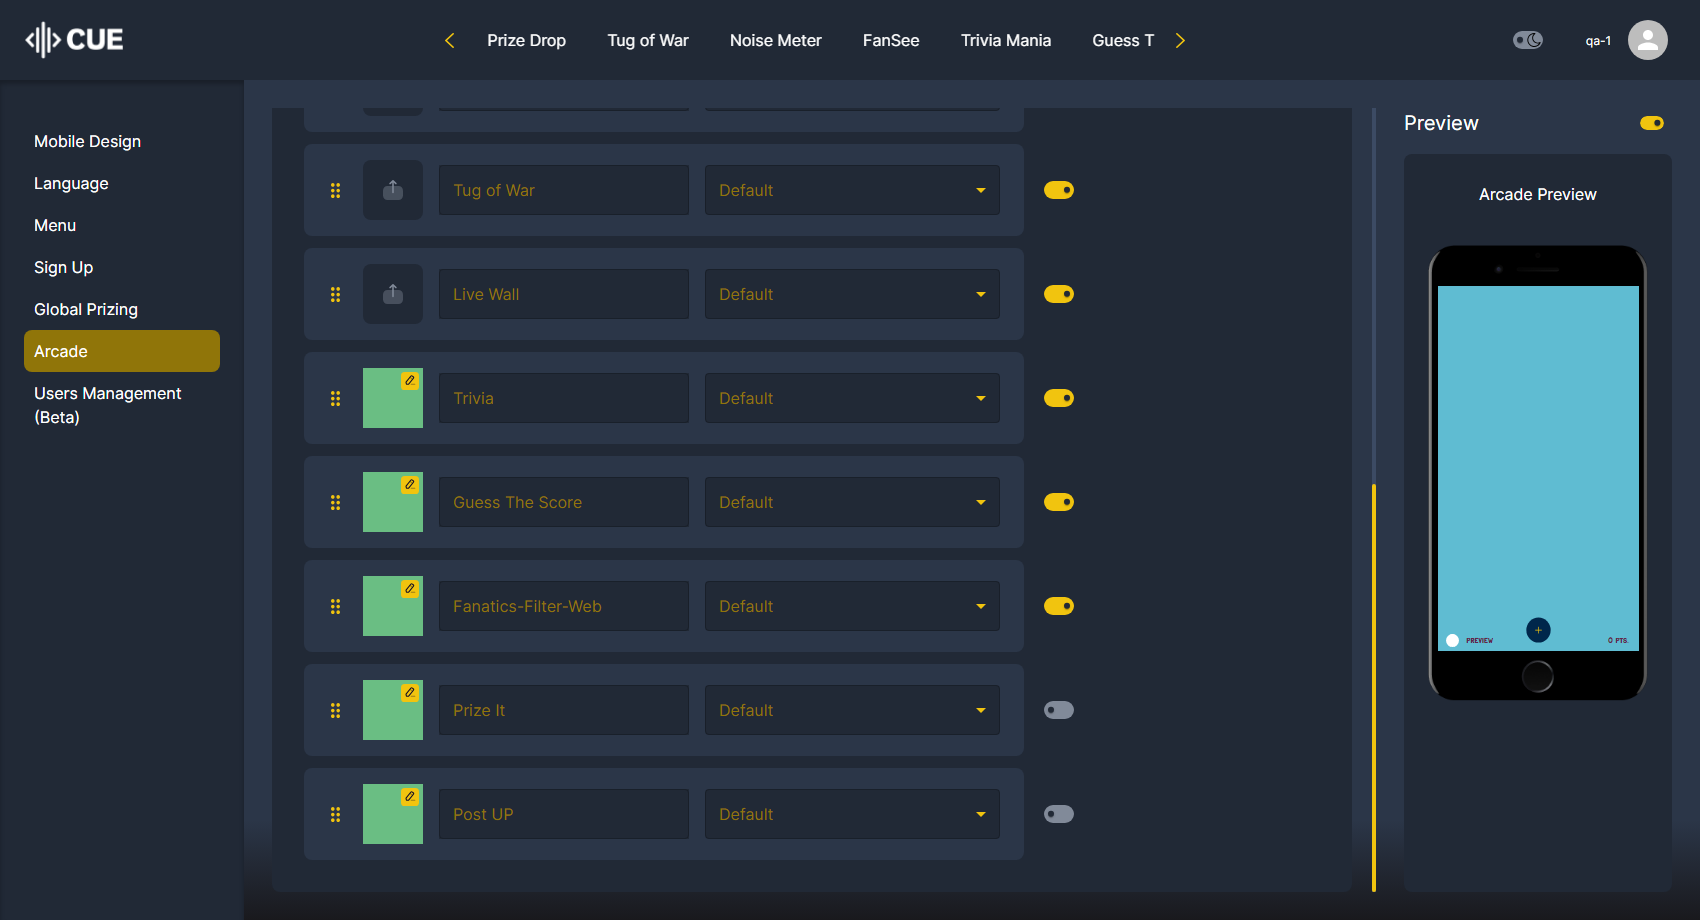 CUE
Prize Drop Tug of War Noise Meter FanSee Trivia Mania Guess T
qa-1
Mobile Design
Language
Menu
Sign Up
Global Prizing
Arcade
Users Management
(Beta)
Tug of War Default
Live Wall Default
Trivia Default
Guess The Score Default
Fanatics-Filter-Web Default
Prize It Default
Post UP Default
Preview
Arcade Preview
+
PREVIEW 0 PTS.